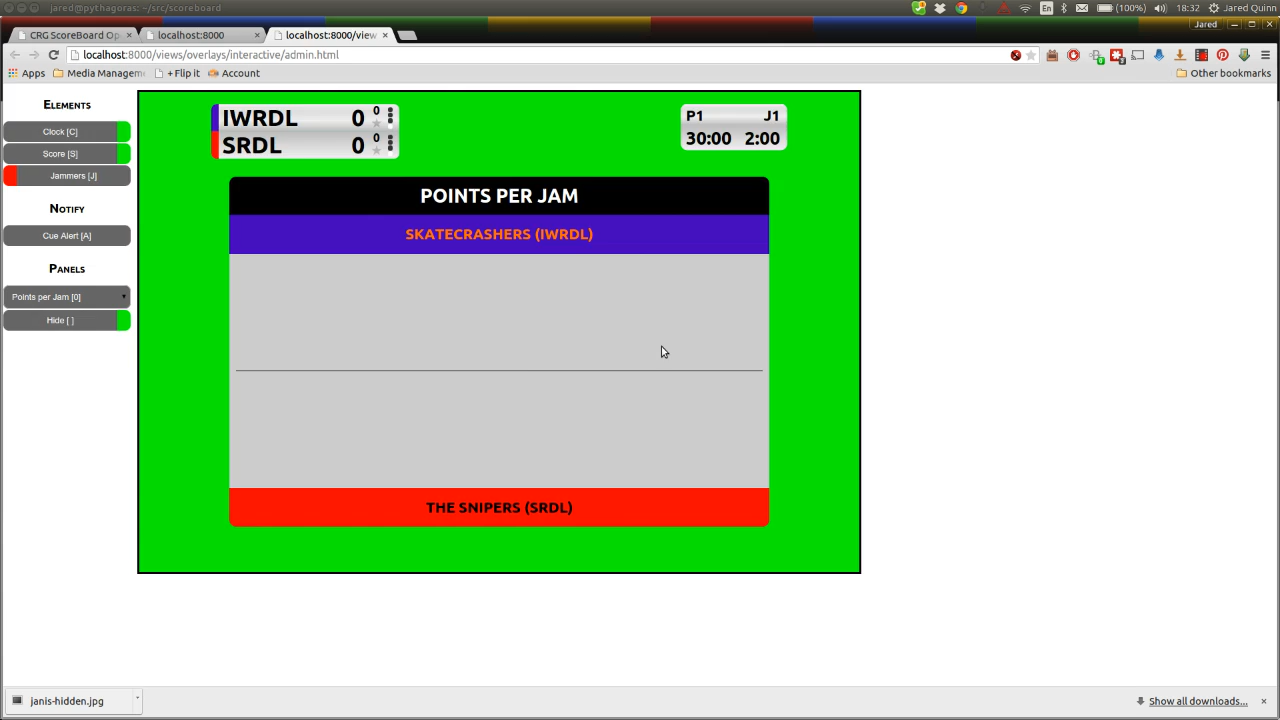 jared@pythagoras: ~/src/scoreboard
En
(100%)
18:32
Jared Quinn
CRG ScoreBoard Op
localhost:8000
localhost:8000/view
Jared
localhost:8000/views/overlays/interactive/admin.html
Apps
Media Managem
+ Flip it
Account
Other bookmarks
Elements
Clock [C]
Score [S]
Jammers [J]
Notify
Cue Alert [A]
Panels
Points per Jam [0]
Hide [ ]
IWRDL 0 0
SRDL 0 0
P1 J1
30:00 2:00
POINTS PER JAM
SKATECRASHERS (IWRDL)
THE SNIPERS (SRDL)
janis-hidden.jpg
Show all downloads...